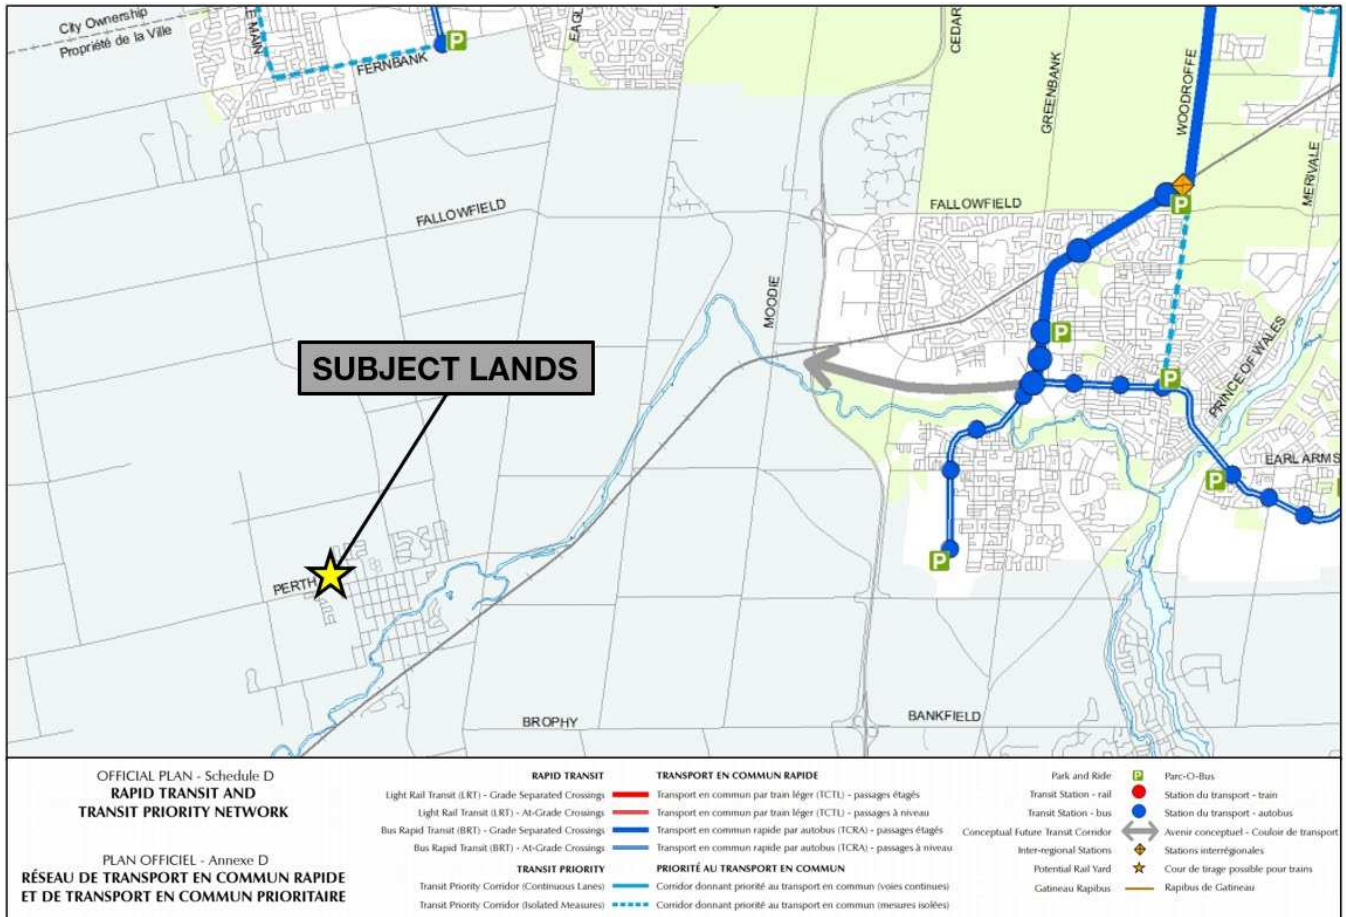 City Ownership
Propriété de la Ville
LE MAIN
FERNBANK
P
EAGL
CEDAR
GREENBANK
WOODROFFE
MERIVALE
FALLOWFIELD
FALLOWFIELD
P
MOODIE
P
PRINCE OF WALES
SUBJECT LANDS
P
EARL ARMS
P
P
PERTH
BROPHY
BANKFIELD
OFFICIAL PLAN - Schedule D
RAPID TRANSIT AND
TRANSIT PRIORITY NETWORK
PLAN OFFICIEL - Annexe D
RÉSEAU DE TRANSPORT EN COMMUN RAPIDE
ET DE TRANSPORT EN COMMUN PRIORITAIRE
RAPID TRANSIT TRANSPORT EN COMMUN RAPIDE
Light Rail Transit (LRT) - Grade Separated Crossings Transport en commun par train léger (TCTL) - passages étagés
Light Rail Transit (LRT) - At-Grade Crossings Transport en commun par train léger (TCTL) - passages à niveau
Bus Rapid Transit (BRT) - Grade Separated Crossings Transport en commun rapide par autobus (TCRA) - passages étagés
Bus Rapid Transit (BRT) - At-Grade Crossings Transport en commun rapide par autobus (TCRA) - passages à niveau
TRANSIT PRIORITY PRIORITÉ AU TRANSPORT EN COMMUN
Transit Priority Corridor (Continuous Lanes) Corridor donnant priorité au transport en commun (voies continues)
Transit Priority Corridor (Isolated Measures) Corridor donnant priorité au transport en commun (mesures isolées)
Park and Ride P Parc-O-Bus
Transit Station - rail Station du transport - train
Transit Station - bus Station du transport - autobus
Conceptual Future Transit Corridor Avenir conceptuel - Couloir de transport
Inter-regional Stations Stations interrégionales
Potential Rail Yard Cour de tirage possible pour trains
Gatineau Rapibus Rapibus de Gatineau